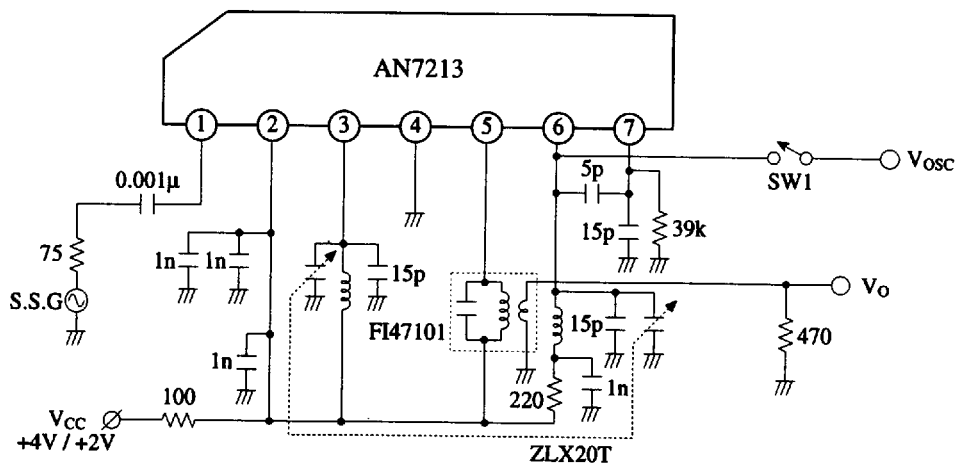 AN7213
1 2 3 4 5 6 7
0.001µ
75
S.S.G
1n
1n
1n
15p
5p
15p
39k
SW1
VOSC
FI47101
15p
VO
470
220
1n
100
VCC
+4V / +2V
ZLX20T